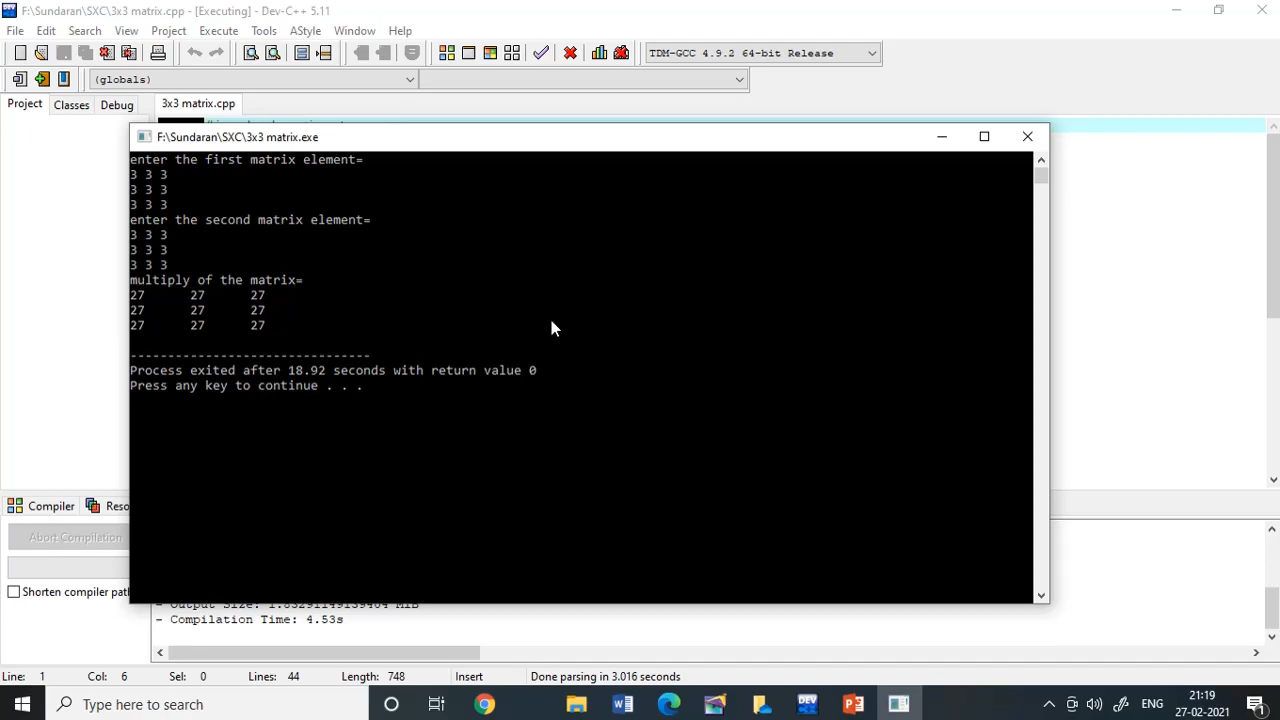 F:\Sundaran\SXC\3x3 matrix.cpp - [Executing] - Dev-C++ 5.11
File Edit Search View Project Execute Tools AStyle Window Help
TDM-GCC 4.9.2 64-bit Release
(globals)
Project Classes Debug 3x3 matrix.cpp
F:\Sundaran\SXC\3x3 matrix.exe
enter the first matrix element=
3 3 3
3 3 3
3 3 3
enter the second matrix element=
3 3 3
3 3 3
3 3 3
multiply of the matrix=
27 27 27
27 27 27
27 27 27
--------------------------------
Process exited after 18.92 seconds with return value 0
Press any key to continue . . .
Compiler Reso
Abort Compilation
Shorten compiler pat
- Output Size:
- Compilation Time: 4.53s
Line: 1 Col: 6 Sel: 0 Lines: 44 Length: 748 Insert Done parsing in 3.016 seconds
Type here to search
DEV
ENG
21:19
27-02-2021
1